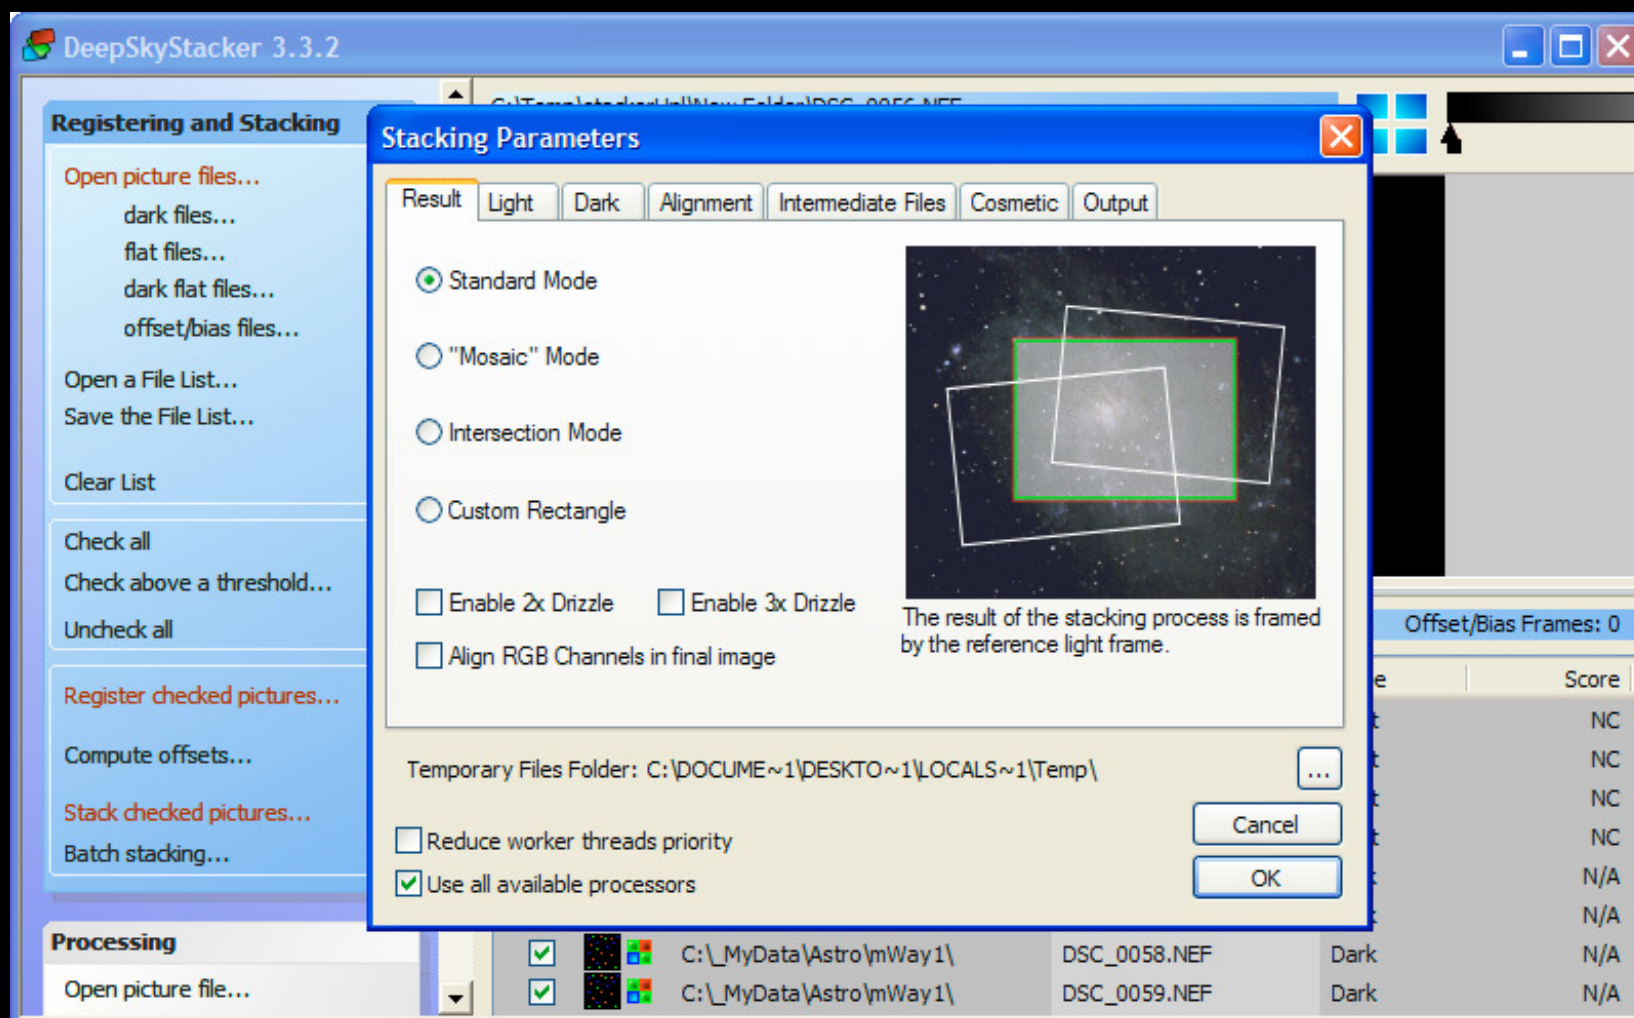 DeepSkyStacker 3.3.2
Registering and Stacking
Open picture files...
dark files...
flat files...
dark flat files...
offset/bias files...
Open a File List...
Save the File List...
Clear List
Check all
Check above a threshold...
Uncheck all
Register checked pictures...
Compute offsets...
Stack checked pictures...
Batch stacking...
Processing
Open picture file...
C:\Temp\stackerUpl\New Folder\DSC_0056.NEF
Stacking Parameters
Result Light Dark Alignment Intermediate Files Cosmetic Output
Standard Mode
"Mosaic" Mode
Intersection Mode
Custom Rectangle
Enable 2x Drizzle Enable 3x Drizzle
Align RGB Channels in final image
The result of the stacking process is framed
by the reference light frame.
Temporary Files Folder: C:\DOCUME~1\DESKTO~1\LOCALS~1\Temp\
...
Reduce worker threads priority
Use all available processors
Cancel
OK
Offset/Bias Frames: 0
Score
NC
NC
NC
NC
N/A
N/A
C:\_MyData\Astro\mWay1\ DSC_0058.NEF Dark N/A
C:\_MyData\Astro\mWay1\ DSC_0059.NEF Dark N/A